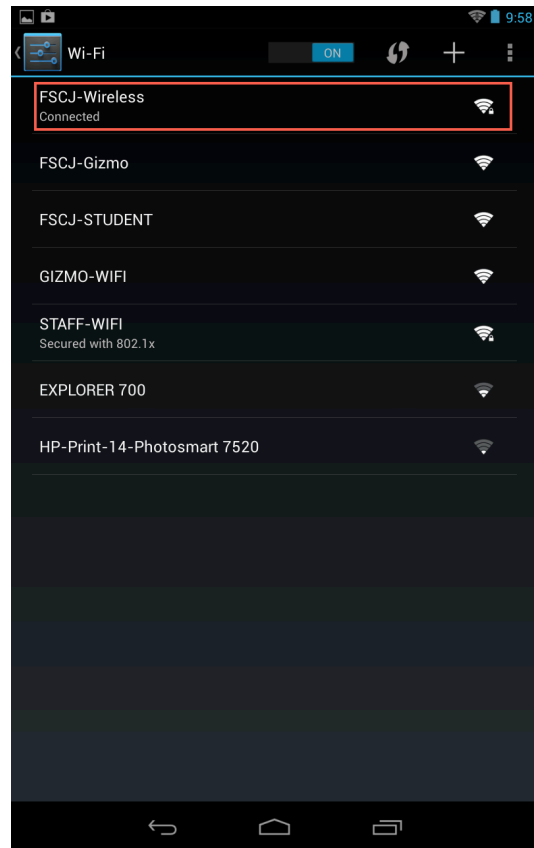 9:58
Wi-Fi
ON
FSCJ-Wireless
Connected
FSCJ-Gizmo
FSCJ-STUDENT
GIZMO-WIFI
STAFF-WIFI
Secured with 802.1x
EXPLORER 700
HP-Print-14-Photosmart 7520